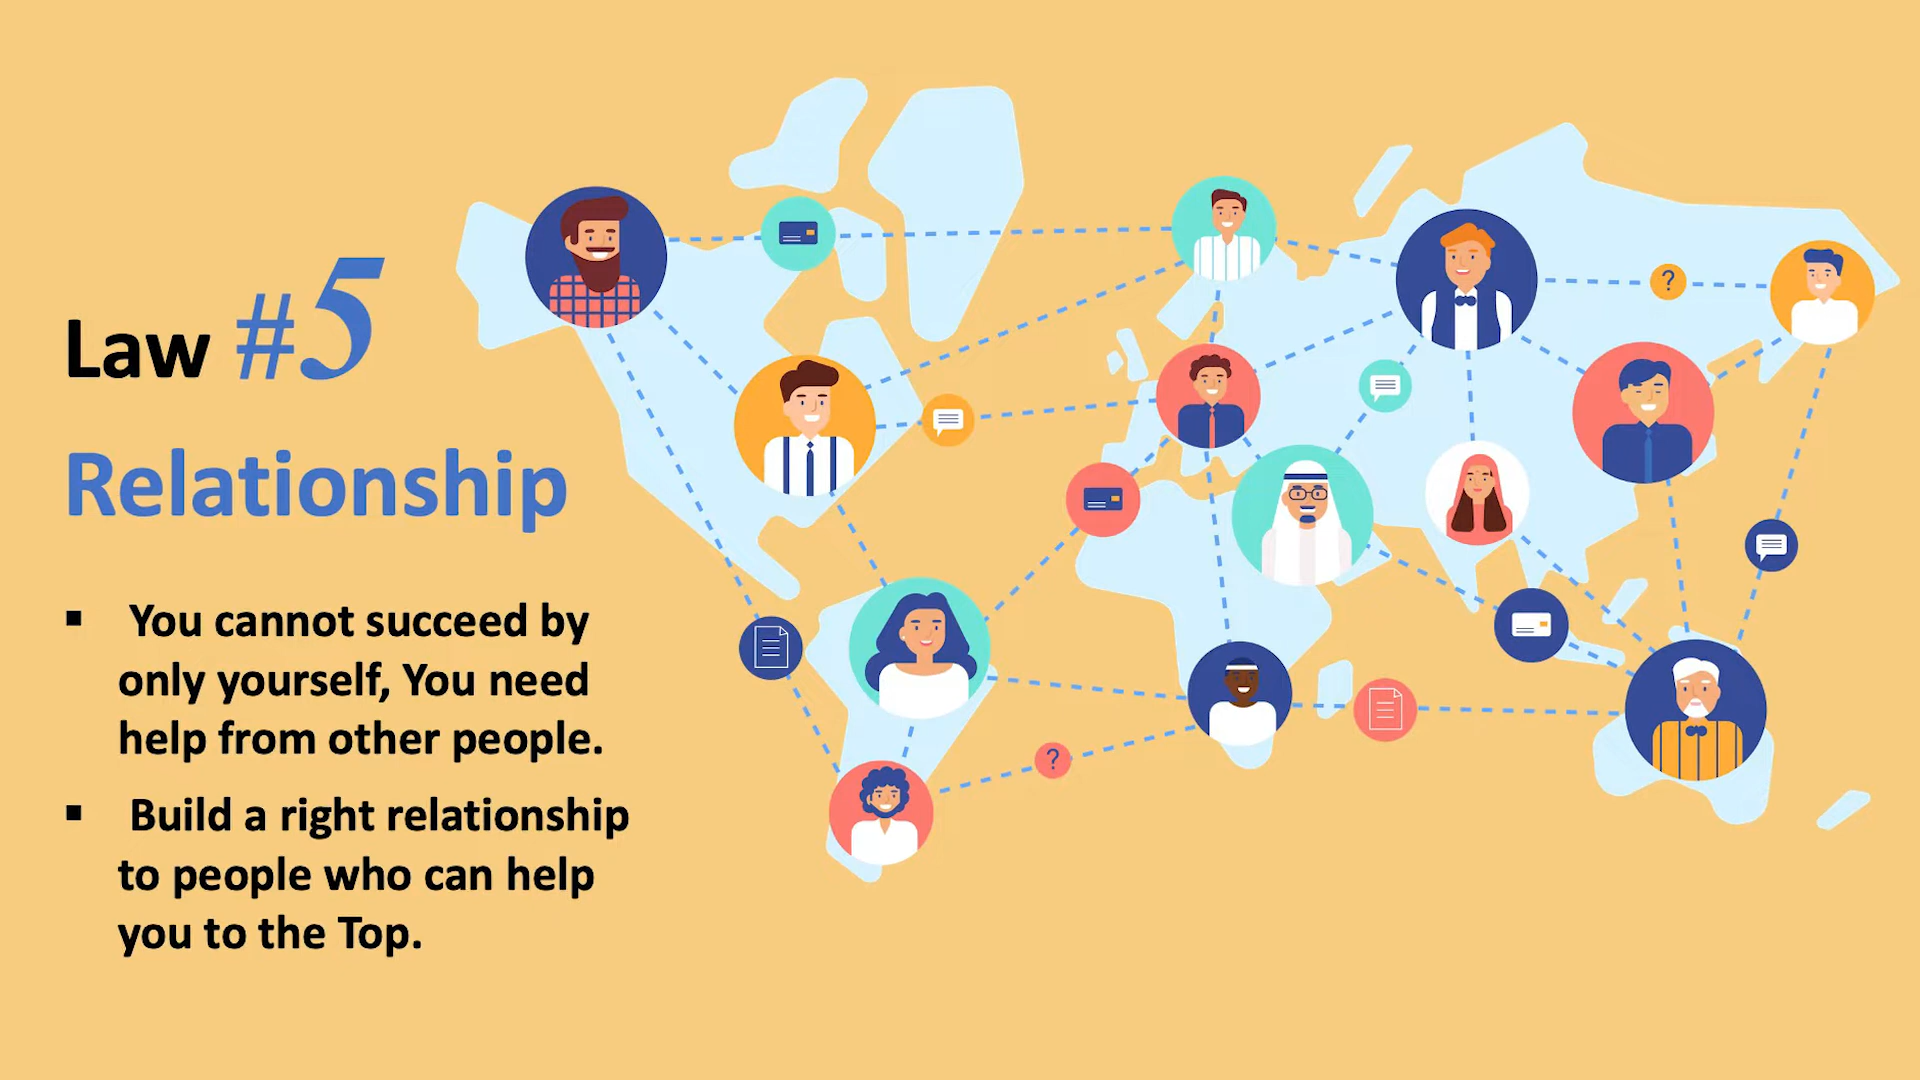 Law #5
Relationship
▪ You cannot succeed by
only yourself, You need
help from other people.
▪ Build a right relationship
to people who can help
you to the Top.
?
?